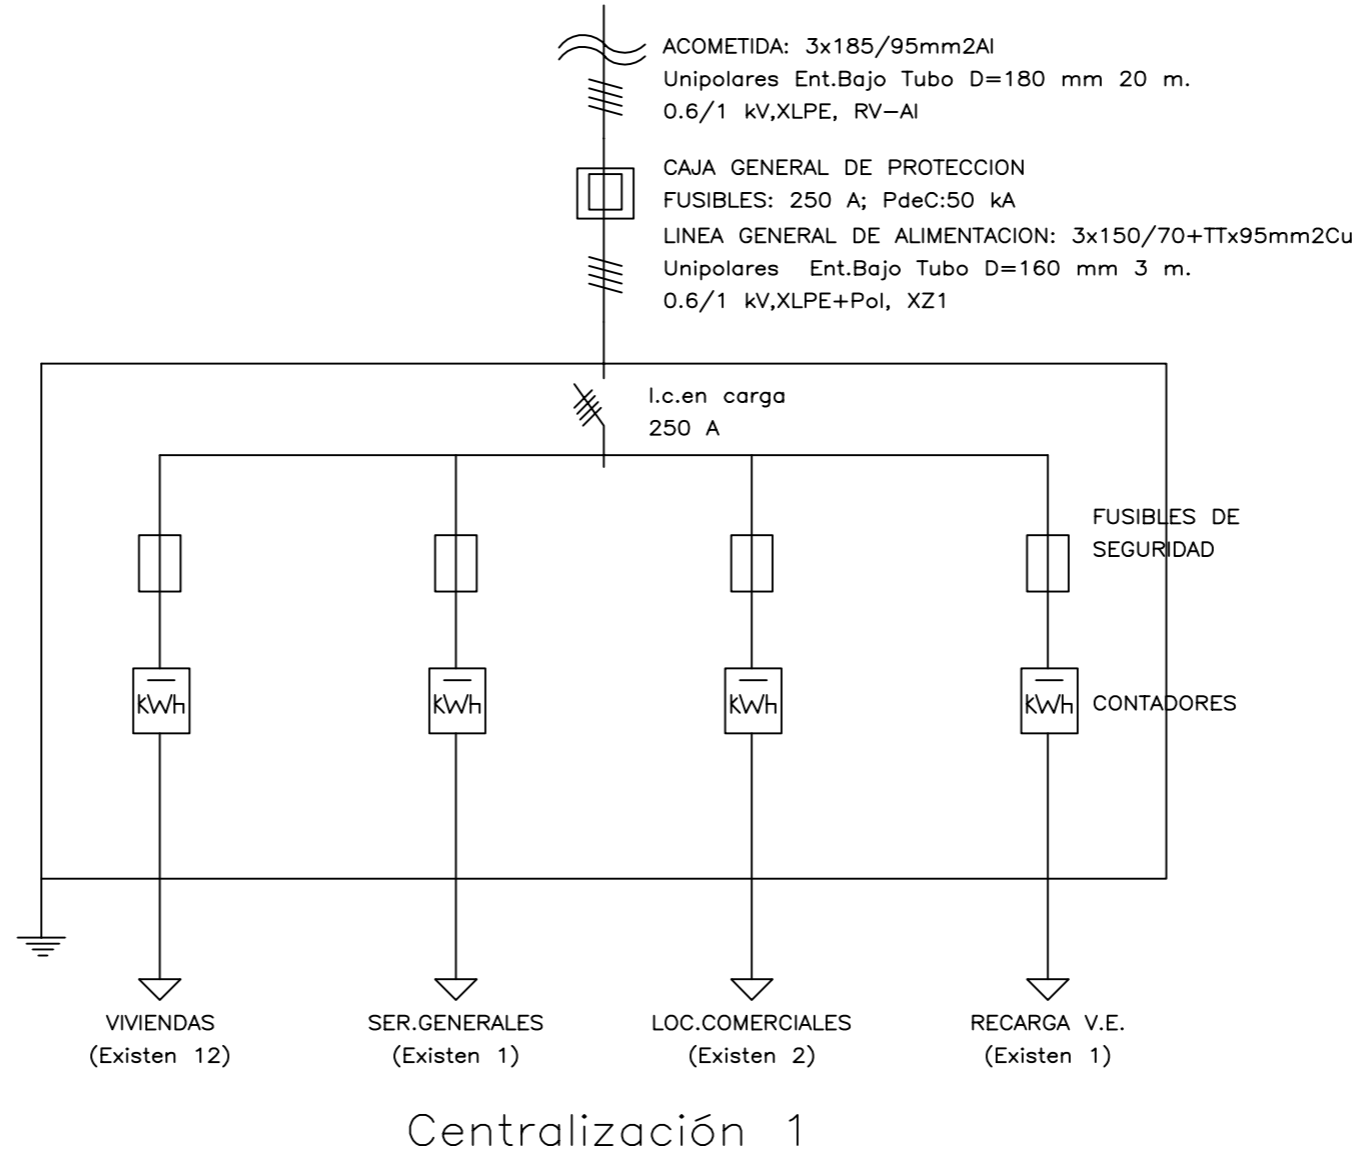 ACOMETIDA: 3x185/95mm2Al
Unipolares Ent.Bajo Tubo D=180 mm 20 m.
0.6/1 kV,XLPE, RV-Al
CAJA GENERAL DE PROTECCION
FUSIBLES: 250 A; PdeC:50 kA
LINEA GENERAL DE ALIMENTACION: 3x150/70+TTx95mm2Cu
Unipolares Ent.Bajo Tubo D=160 mm 3 m.
0.6/1 kV,XLPE+Pol, XZ1
I.c.en carga
250 A
FUSIBLES DE
SEGURIDAD
kWh kWh kWh kWh CONTADORES
VIVIENDAS
(Existen 12)
SER.GENERALES
(Existen 1)
LOC.COMERCIALES
(Existen 2)
RECARGA V.E.
(Existen 1)
Centralización 1